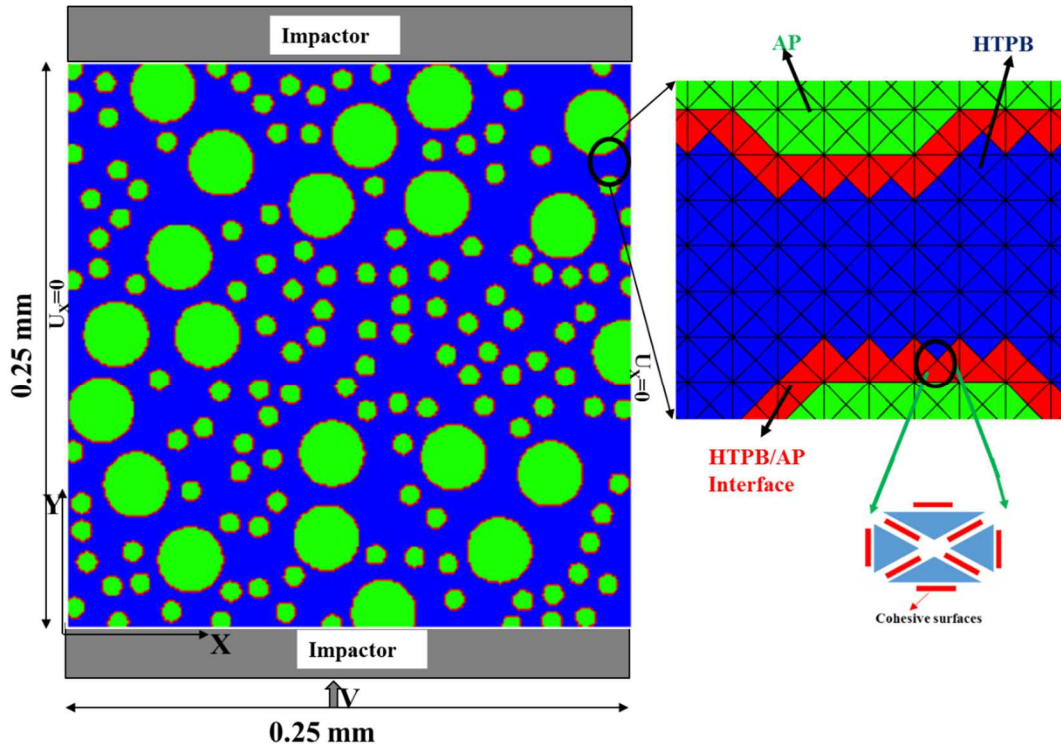 Impactor
AP
HTPB
0.25 mm
Uₓ=0
Uₓ=0
HTPB/AP
Interface
Y
X
Cohesive surfaces
Impactor
V
0.25 mm